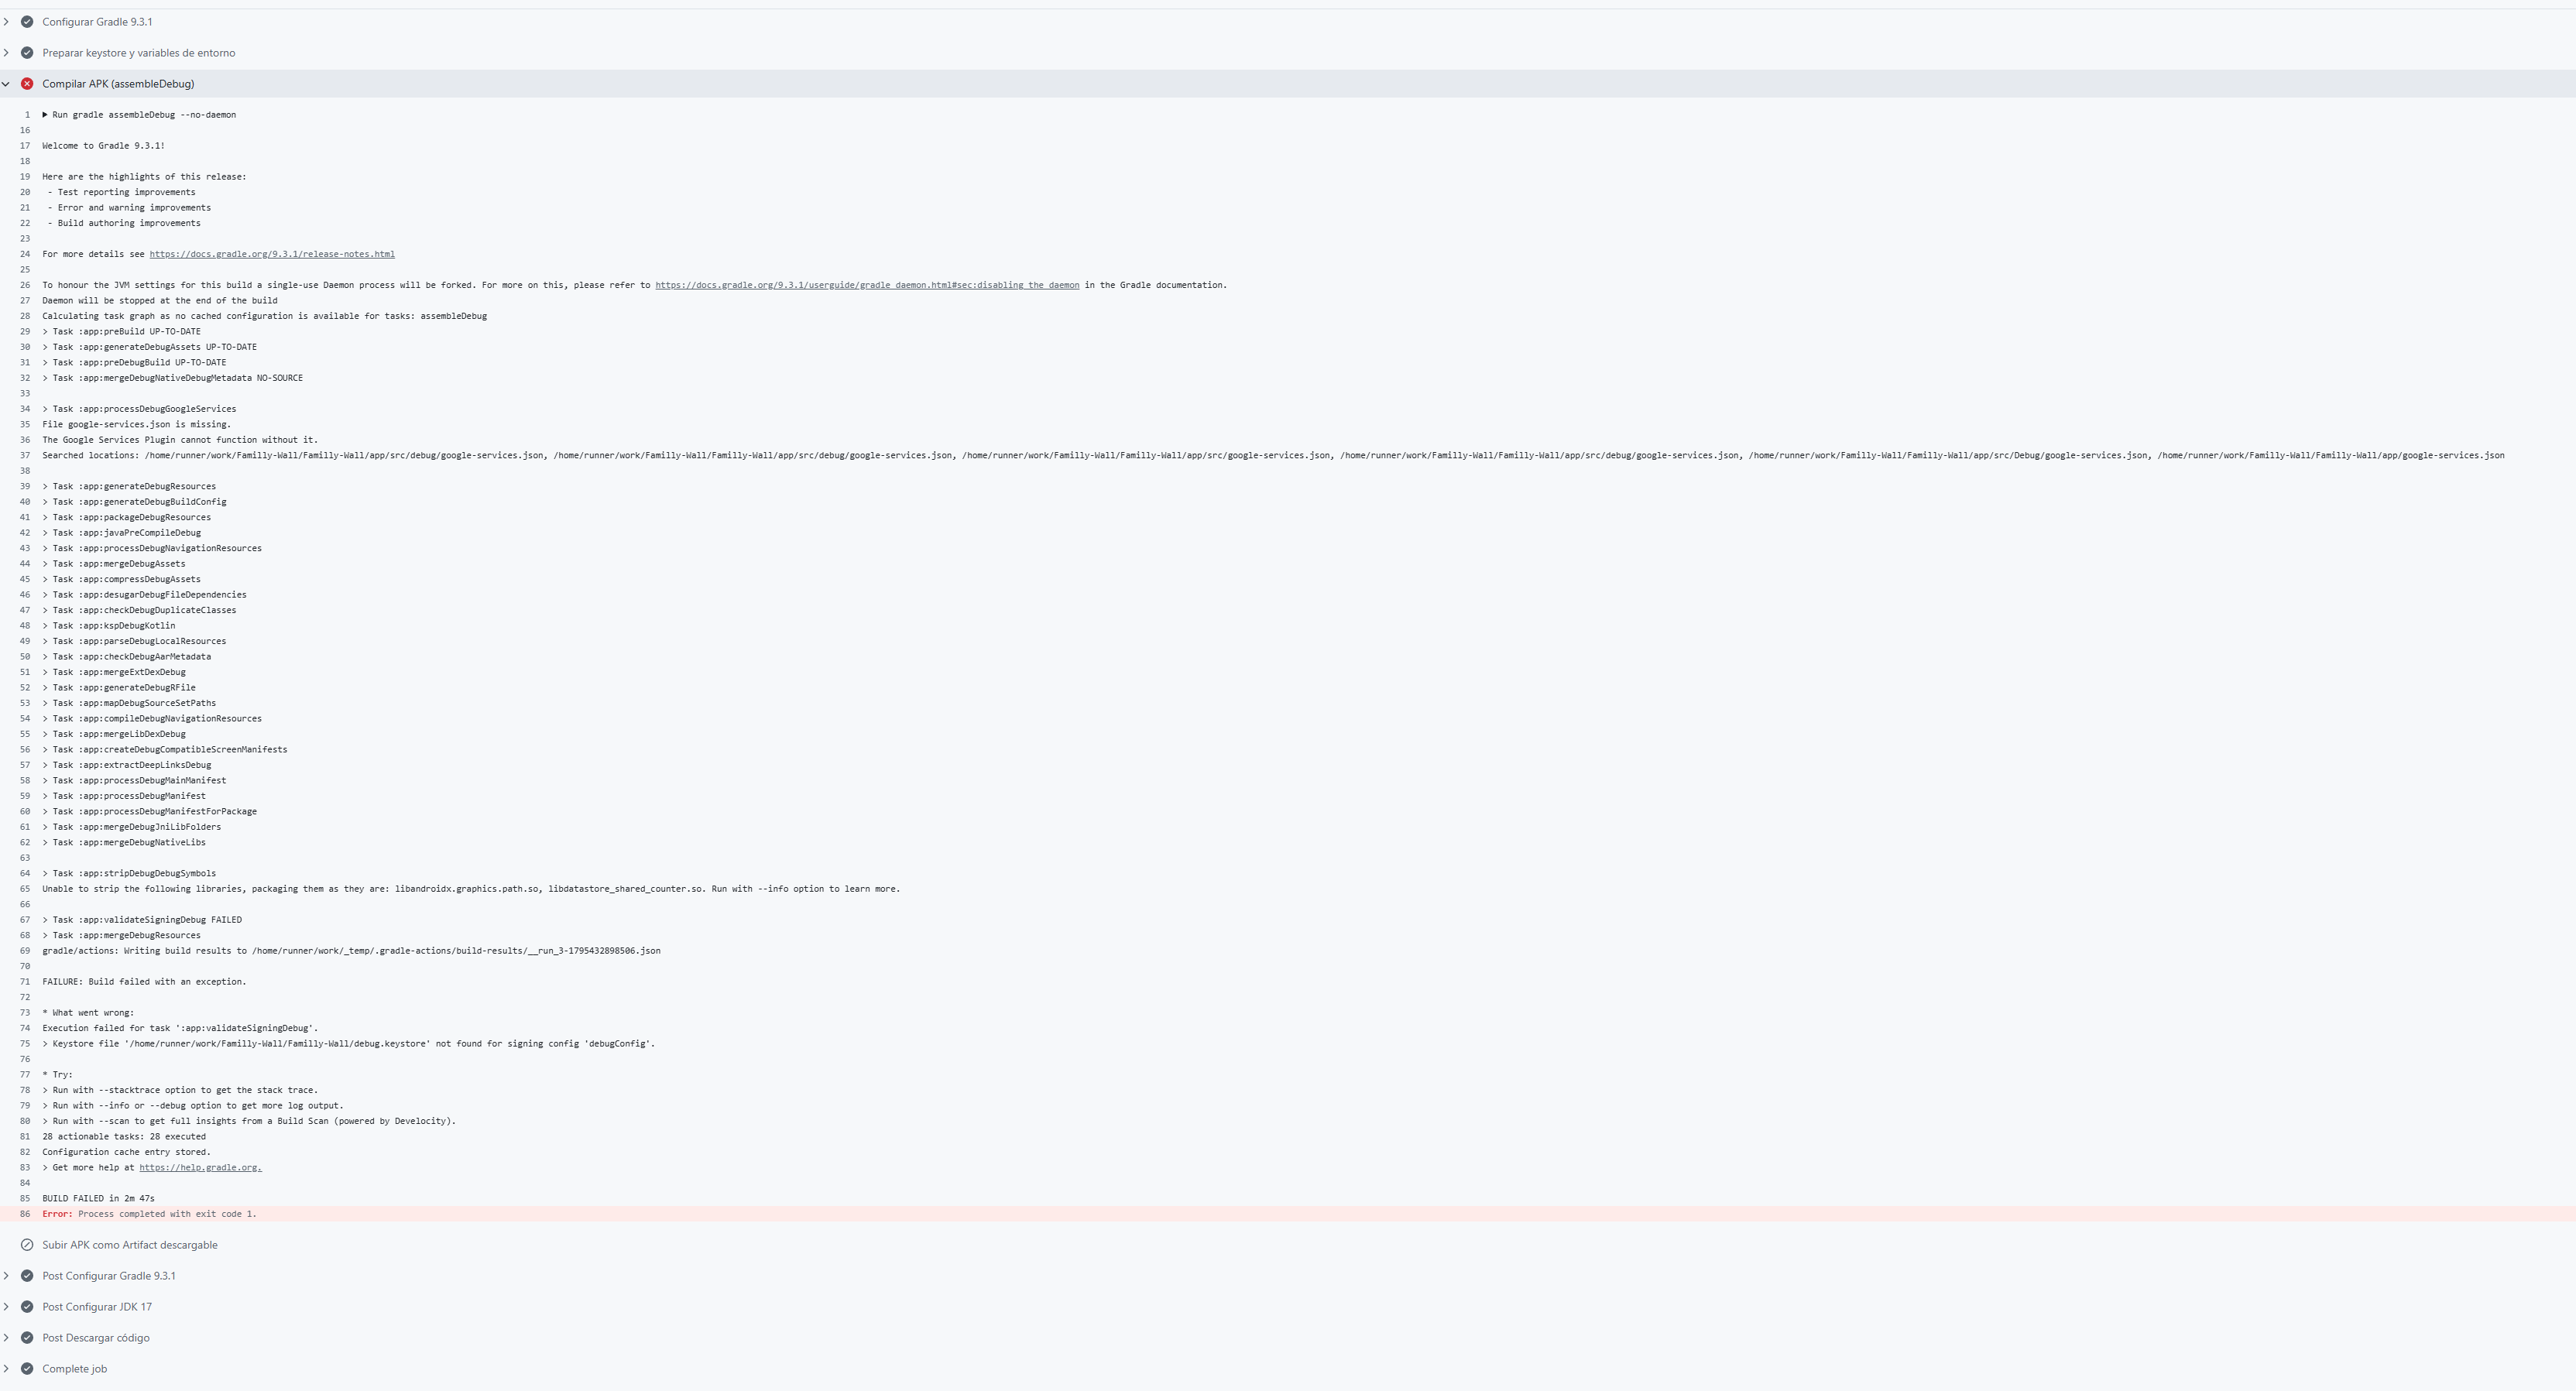 Configurar Gradle 9.3.1
Preparar keystore y variables de entorno
Compilar APK (assembleDebug)
1 Run gradle assembleDebug --no-daemon
16
17 Welcome to Gradle 9.3.1!
18
19 Here are the highlights of this release:
20 - Test reporting improvements
21 - Error and warning improvements
22 - Build authoring improvements
23
24 For more details see https://docs.gradle.org/9.3.1/release-notes.html
25
26 To honour the JVM settings for this build a single-use Daemon process will be forked. For more on this, please refer to https://docs.gradle.org/9.3.1/userguide/gradle_daemon.html#sec:disabling_the_daemon in the Gradle documentation.
27 Daemon will be stopped at the end of the build
28 Calculating task graph as no cached configuration is available for tasks: assembleDebug
29 > Task :app:preBuild UP-TO-DATE
30 > Task :app:generateDebugAssets UP-TO-DATE
31 > Task :app:preDebugBuild UP-TO-DATE
32 > Task :app:mergeDebugNativeDebugMetadata NO-SOURCE
33
34 > Task :app:processDebugGoogleServices
35 File google-services.json is missing.
36 The Google Services Plugin cannot function without it.
37 Searched locations: /home/runner/work/Familly-Wall/Familly-Wall/app/src/debug/google-services.json, /home/runner/work/Familly-Wall/Familly-Wall/app/src/debug/google-services.json, /home/runner/work/Familly-Wall/Familly-Wall/app/src/google-services.json, /home/runner/work/Familly-Wall/Familly-Wall/app/src/debug/google-services.json, /home/runner/work/Familly-Wall/Familly-Wall/app/src/Debug/google-services.json, /home/runner/work/Familly-Wall/Familly-Wall/app/google-services.json
38
39 > Task :app:generateDebugResources
40 > Task :app:generateDebugBuildConfig
41 > Task :app:packageDebugResources
42 > Task :app:javaPreCompileDebug
43 > Task :app:processDebugNavigationResources
44 > Task :app:mergeDebugAssets
45 > Task :app:compressDebugAssets
46 > Task :app:desugarDebugFileDependencies
47 > Task :app:checkDebugDuplicateClasses
48 > Task :app:kspDebugKotlin
49 > Task :app:parseDebugLocalResources
50 > Task :app:checkDebugAarMetadata
51 > Task :app:mergeExtDexDebug
52 > Task :app:generateDebugRFile
53 > Task :app:mapDebugSourceSetPaths
54 > Task :app:compileDebugNavigationResources
55 > Task :app:mergeLibDexDebug
56 > Task :app:createDebugCompatibleScreenManifests
57 > Task :app:extractDeepLinksDebug
58 > Task :app:processDebugMainManifest
59 > Task :app:processDebugManifest
60 > Task :app:processDebugManifestForPackage
61 > Task :app:mergeDebugJniLibFolders
62 > Task :app:mergeDebugNativeLibs
63
64 > Task :app:stripDebugDebugSymbols
65 Unable to strip the following libraries, packaging them as they are: libandroidx.graphics.path.so, libdatastore_shared_counter.so. Run with --info option to learn more.
66
67 > Task :app:validateSigningDebug FAILED
68 > Task :app:mergeDebugResources
69 gradle/actions: Writing build results to /home/runner/work/_temp/.gradle-actions/build-results/__run_3-1795432898506.json
70
71 FAILURE: Build failed with an exception.
72
73 * What went wrong:
74 Execution failed for task ':app:validateSigningDebug'.
75 > Keystore file '/home/runner/work/Familly-Wall/Familly-Wall/debug.keystore' not found for signing config 'debugConfig'.
76
77 * Try:
78 > Run with --stacktrace option to get the stack trace.
79 > Run with --info or --debug option to get more log output.
80 > Run with --scan to get full insights from a Build Scan (powered by Develocity).
81 28 actionable tasks: 28 executed
82 Configuration cache entry stored.
83 > Get more help at https://help.gradle.org.
84
85 BUILD FAILED in 2m 47s
86 Error: Process completed with exit code 1.
Subir APK como Artifact descargable
Post Configurar Gradle 9.3.1
Post Configurar JDK 17
Post Descargar código
Complete job